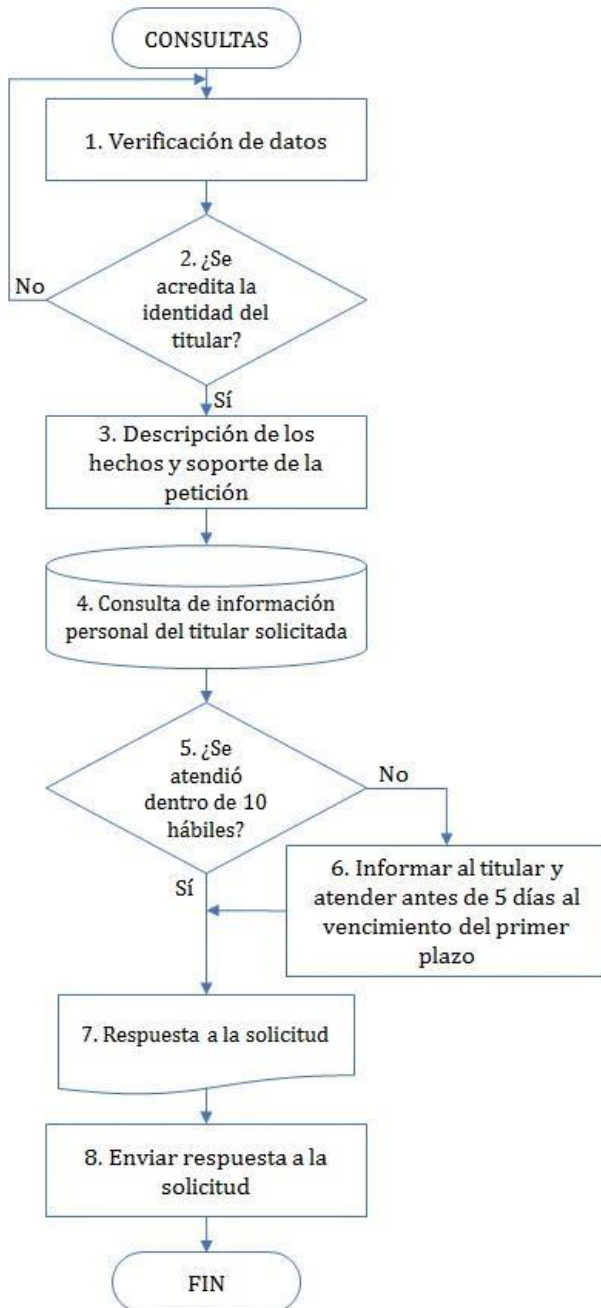 CONSULTAS
1. Verificación de datos
2. ¿Se
acredita la
identidad del
titular?
No
Sí
3. Descripción de los
hechos y soporte de la
petición
4. Consulta de información
personal del titular solicitada
5. ¿Se
atendió
dentro de 10
hábiles?
No
Sí
6. Informar al titular y
atender antes de 5 días al
vencimiento del primer
plazo
7. Respuesta a la solicitud
8. Enviar respuesta a la
solicitud
FIN